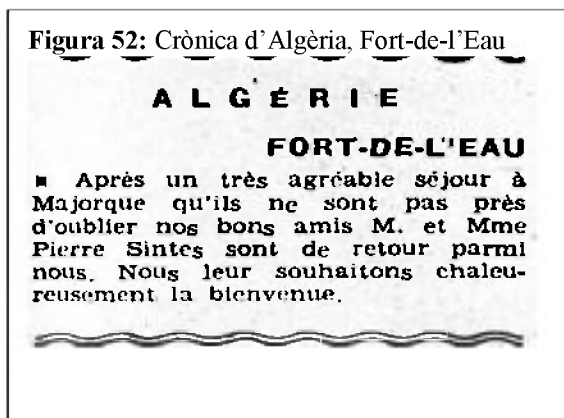 Figura 52: Crònica d'Algèria, Fort-de-l'Eau
ALGÉRIE
FORT-DE-L'EAU
■ Après un très agréable séjour à
Majorque qu'ils ne sont pas près
d'oublier nos bons amis M. et Mme
Pierre Sintes sont de retour parmi
nous. Nous leur souhaitons chaleu-
reusement la bienvenue.